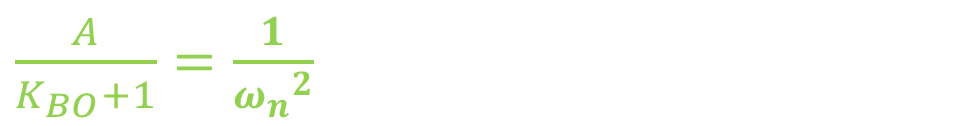 A / (K_BO + 1) = 1 / ω_n²